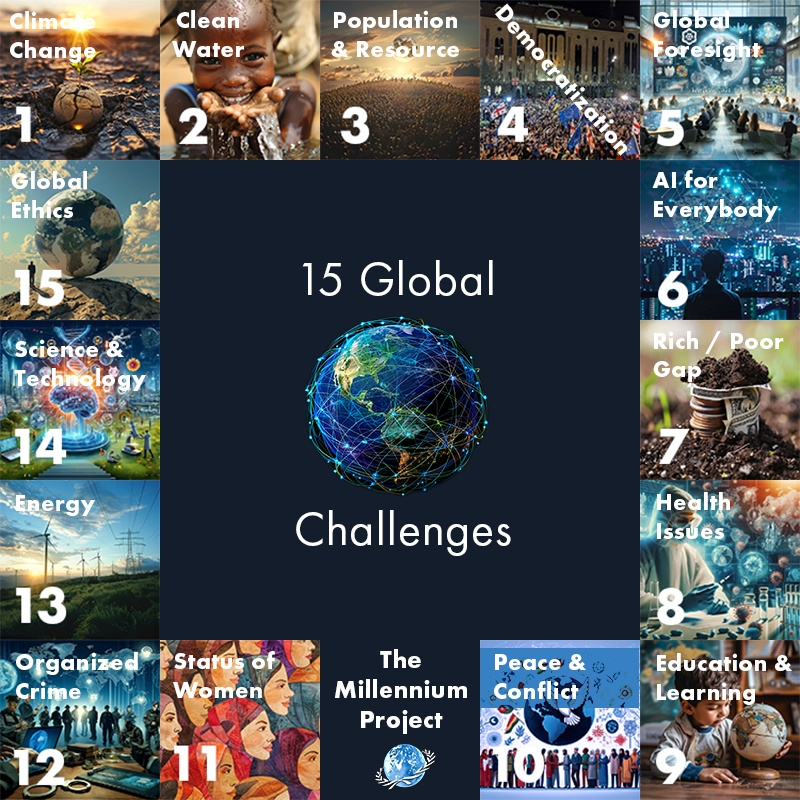 Climate
Change
1
Clean
Water
2
Population
& Resource
3
Democratization
4
Global
Foresight
5
Global
Ethics
15
AI for
Everybody
6
15 Global
Challenges
Science &
Technology
14
Rich / Poor
Gap
7
Energy
13
Health
Issues
8
Organized
Crime
12
Status of
Women
11
The
Millennium
Project
Peace &
Conflict
10
Education &
Learning
9